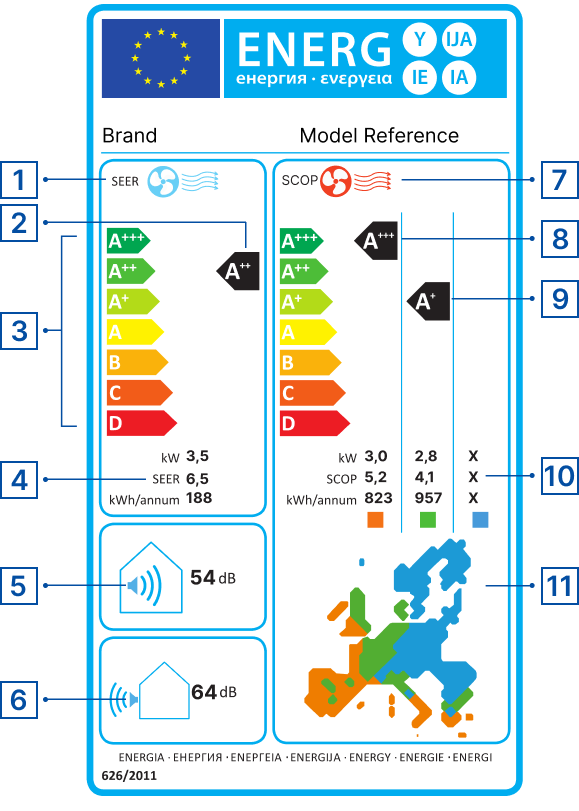 ENERG
енергия · ενεργεια
Y
IJA
IE
IA
Brand
Model Reference
1
SEER
2
3
A+++
A++
A+
A
B
C
D
A++
kW 3,5
4
SEER 6,5
kWh/annum 188
5
54 dB
6
64 dB
7
SCOP
8
9
A+++
A++
A+
A
B
C
D
A+++
A+
kW 3,0 2,8 X
10
SCOP 5,2 4,1 X
kWh/annum 823 957 X
11
ENERGIA · ЕНЕРГИЯ · ΕΝΕΡΓΕΙΑ · ENERGIJA · ENERGY · ENERGIE · ENERGI
626/2011